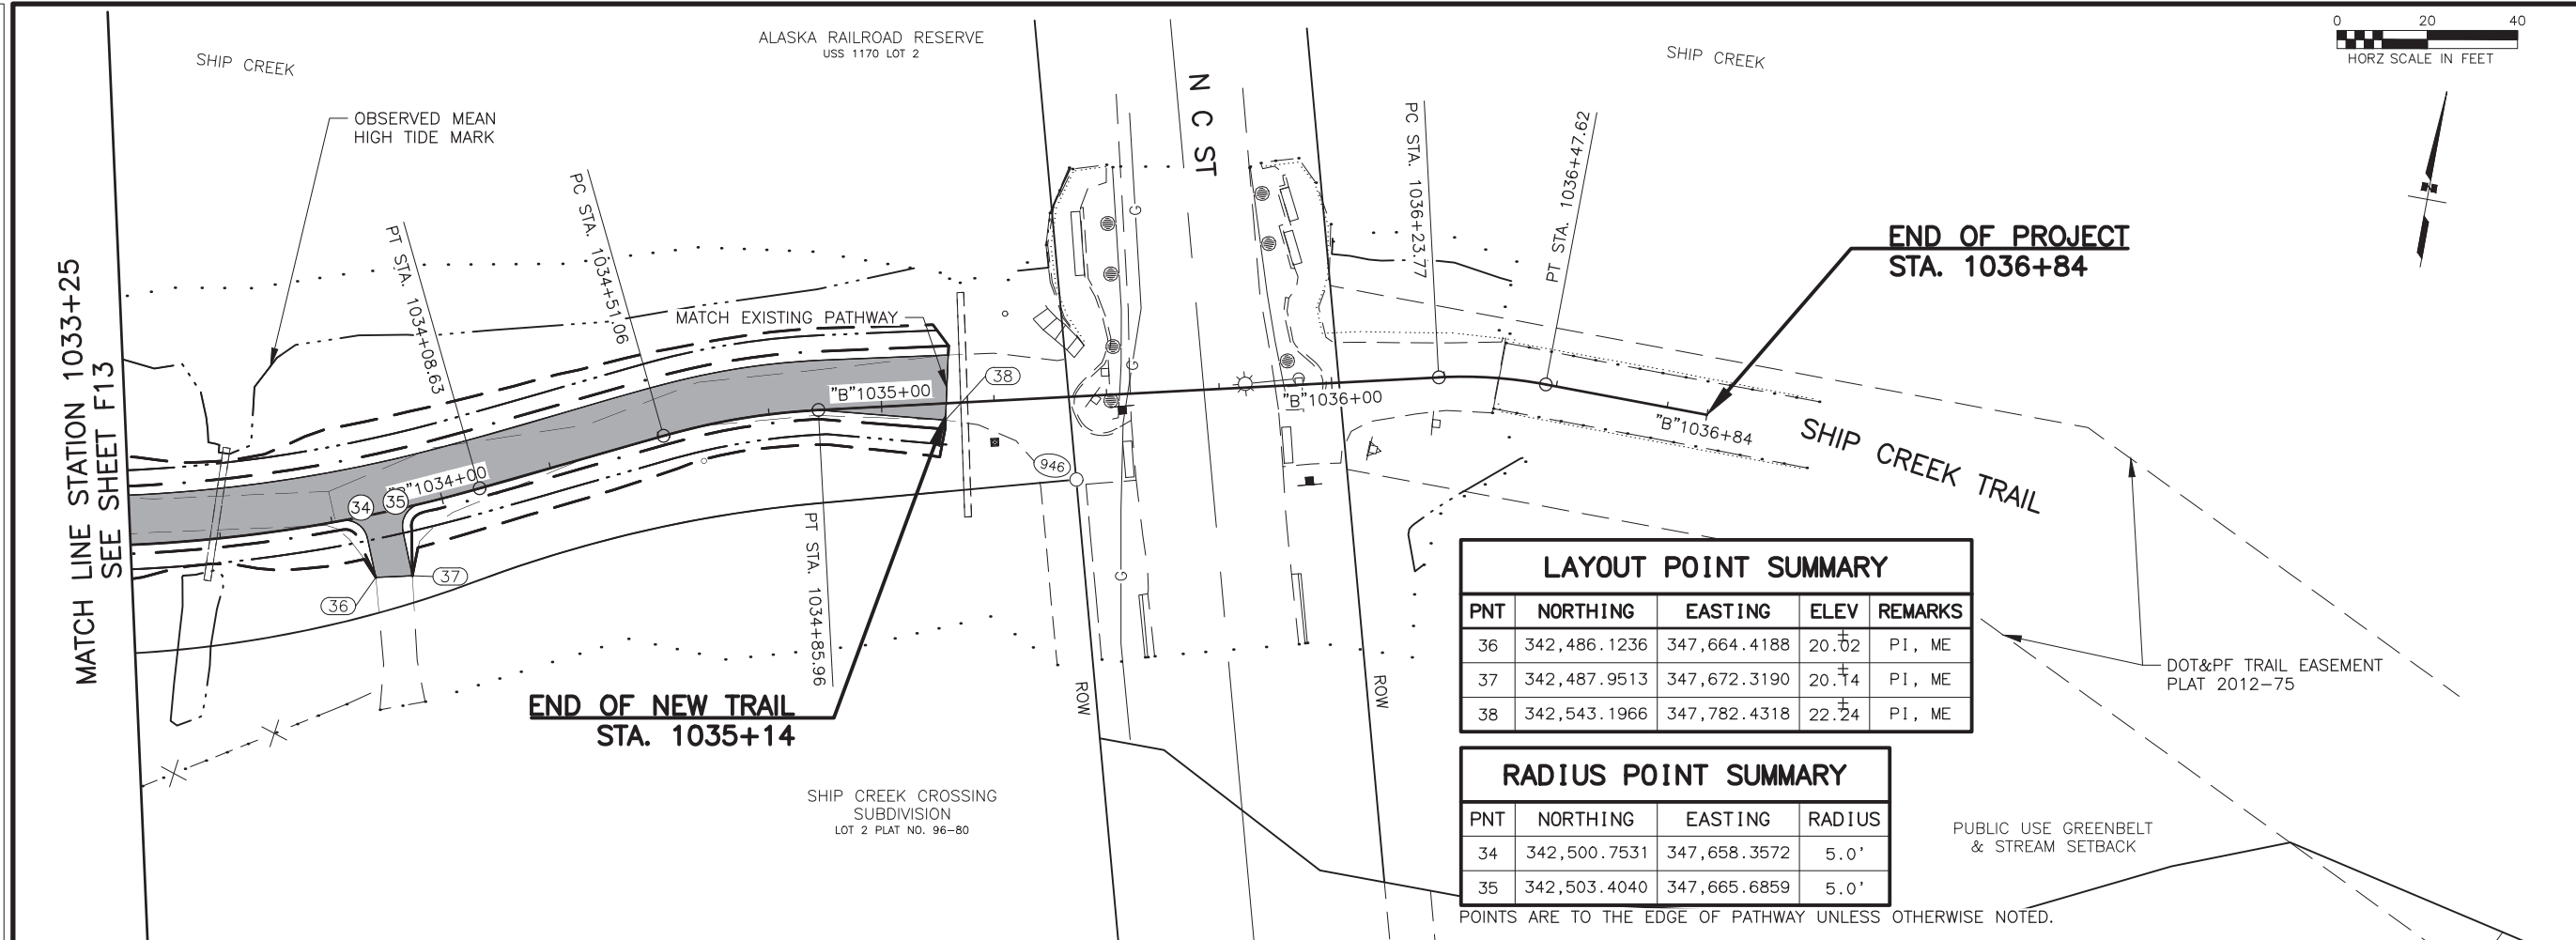 SHIP CREEK
ALASKA RAILROAD RESERVE
USS 1170 LOT 2
SHIP CREEK
0 20 40
HORZ SCALE IN FEET
N C ST
OBSERVED MEAN
HIGH TIDE MARK
PT STA. 1034+08.63
PC STA. 1034+51.06
PC STA. 1036+23.77
PT STA. 1036+47.62
N
END OF PROJECT
STA. 1036+84
MATCH LINE STATION 1033+25
SEE SHEET F13
MATCH EXISTING PATHWAY
G
G
G
38
"B"1035+00
"B"1036+00
"B"1036+84
SHIP CREEK TRAIL
946
"B"1034+00
34
35
36
37
PT STA. 1034+85.96
END OF NEW TRAIL
STA. 1035+14
ROW
ROW
DOT&PF TRAIL EASEMENT
PLAT 2012-75
LAYOUT POINT SUMMARY
PNT NORTHING EASTING ELEV REMARKS
36 342,486.1236 347,664.4188 20.02± PI, ME
37 342,487.9513 347,672.3190 20.14± PI, ME
38 342,543.1966 347,782.4318 22.24± PI, ME
RADIUS POINT SUMMARY
PNT NORTHING EASTING RADIUS
34 342,500.7531 347,658.3572 5.0'
35 342,503.4040 347,665.6859 5.0'
POINTS ARE TO THE EDGE OF PATHWAY UNLESS OTHERWISE NOTED.
SHIP CREEK CROSSING
SUBDIVISION
LOT 2 PLAT NO. 96-80
PUBLIC USE GREENBELT
& STREAM SETBACK